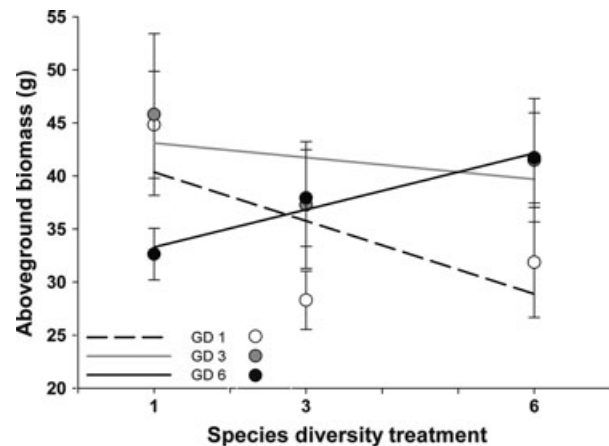 Aboveground biomass (g)
55
50
45
40
35
30
25
20
GD 1
GD 3
GD 6
1
3
6
Species diversity treatment